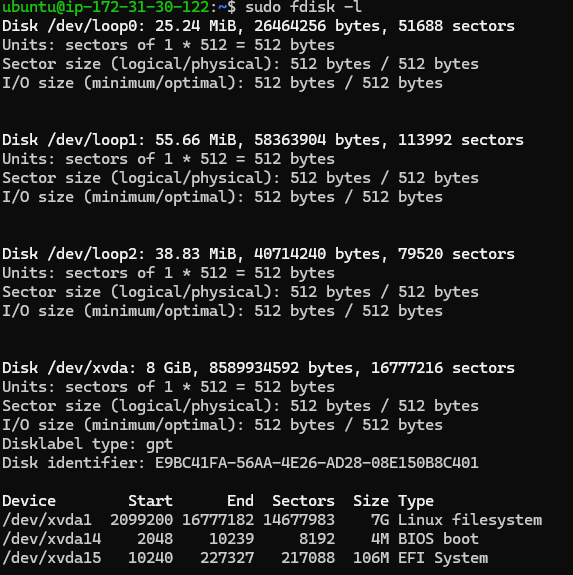 ubuntu@ip-172-31-30-122:~$ sudo fdisk -l
Disk /dev/loop0: 25.24 MiB, 26464256 bytes, 51688 sectors
Units: sectors of 1 * 512 = 512 bytes
Sector size (logical/physical): 512 bytes / 512 bytes
I/O size (minimum/optimal): 512 bytes / 512 bytes
Disk /dev/loop1: 55.66 MiB, 58363904 bytes, 113992 sectors
Units: sectors of 1 * 512 = 512 bytes
Sector size (logical/physical): 512 bytes / 512 bytes
I/O size (minimum/optimal): 512 bytes / 512 bytes
Disk /dev/loop2: 38.83 MiB, 40714240 bytes, 79520 sectors
Units: sectors of 1 * 512 = 512 bytes
Sector size (logical/physical): 512 bytes / 512 bytes
I/O size (minimum/optimal): 512 bytes / 512 bytes
Disk /dev/xvda: 8 GiB, 8589934592 bytes, 16777216 sectors
Units: sectors of 1 * 512 = 512 bytes
Sector size (logical/physical): 512 bytes / 512 bytes
I/O size (minimum/optimal): 512 bytes / 512 bytes
Disklabel type: gpt
Disk identifier: E9BC41FA-56AA-4E26-AD28-08E150B8C401
Device Start End Sectors Size Type
/dev/xvda1 2099200 16777182 14677983 7G Linux filesystem
/dev/xvda14 2048 10239 8192 4M BIOS boot
/dev/xvda15 10240 227327 217088 106M EFI System